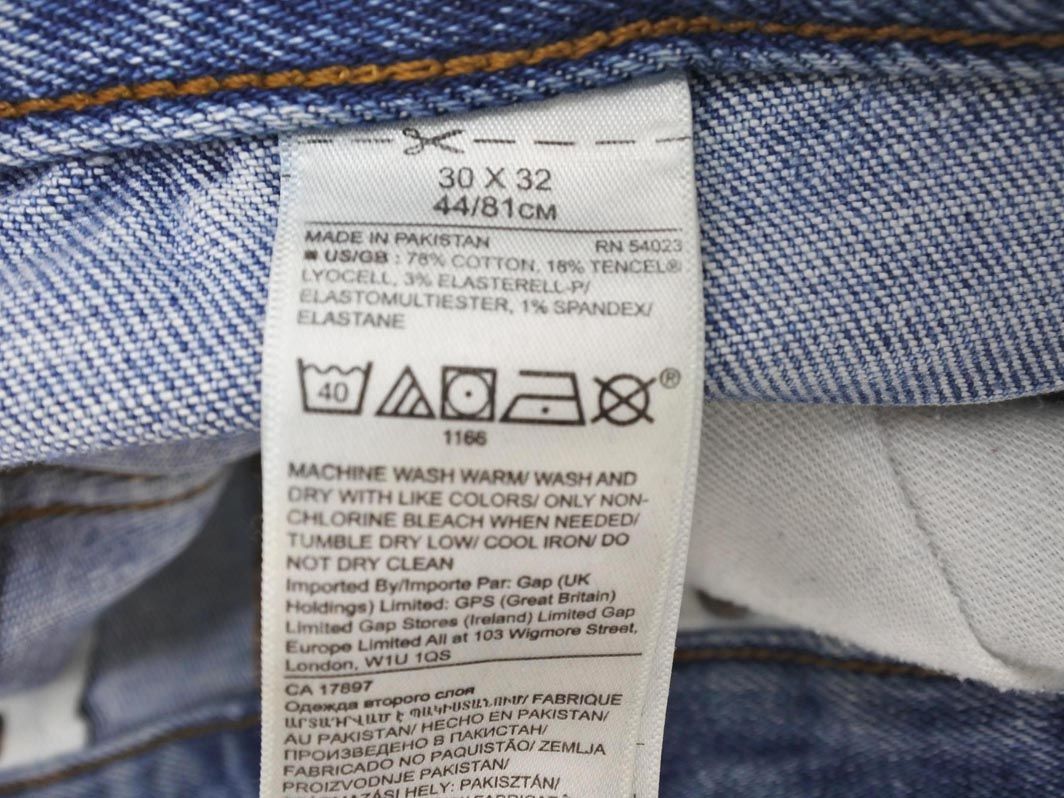 30 X 32
44/81CM
MADE IN PAKISTAN RN 54023
US/GB : 78% COTTON, 18% TENCEL®
LYOCELL, 3% ELASTERELL-P/
ELASTOMULTIESTER, 1% SPANDEX/
ELASTANE
40 ®
1166
MACHINE WASH WARM/ WASH AND
DRY WITH LIKE COLORS/ ONLY NON-
CHLORINE BLEACH WHEN NEEDED/
TUMBLE DRY LOW/ COOL IRON/ DO
NOT DRY CLEAN
Imported By/Importe Par: Gap (UK
Holdings) Limited: GPS (Great Britain)
Limited Gap Stores (Ireland) Limited Gap
Europe Limited All at 103 Wigmore Street,
London, W1U 1QS
CA 17897
Одежда второго слоя
ԱՐՏԱԴՐՎԱԾ Է ՊԱԿԻՍՏԱՆՈՒՄ/ FABRIQUE
AU PAKISTAN/ HECHO EN PAKISTAN/
ПРОИЗВЕДЕНО В ПАКИСТАН/
FABRICADO NO PAQUISTÃO/ ZEMLJA
PROIZVODNJE PAKISTAN/
HELY: PAKISZTÁN/